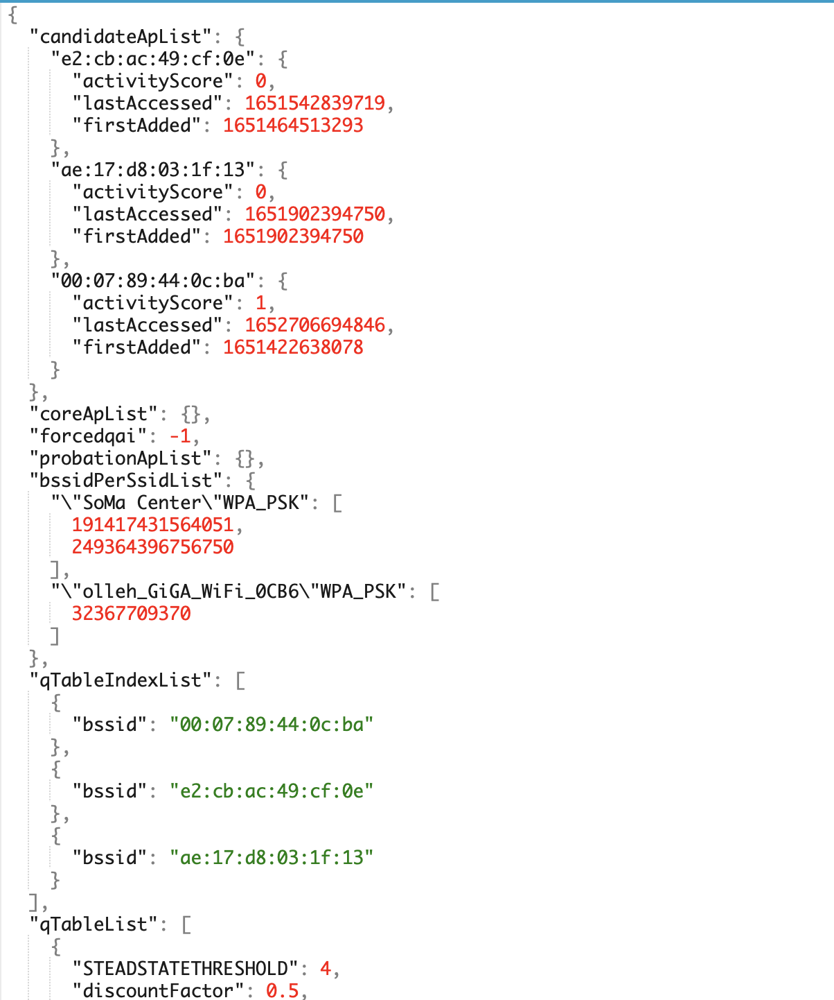 {
"candidateApList": {
"e2:cb:ac:49:cf:0e": {
"activityScore": 0,
"lastAccessed": 1651542839719,
"firstAdded": 1651464513293
},
"ae:17:d8:03:1f:13": {
"activityScore": 0,
"lastAccessed": 1651902394750,
"firstAdded": 1651902394750
},
"00:07:89:44:0c:ba": {
"activityScore": 1,
"lastAccessed": 1652706694846,
"firstAdded": 1651422638078
}
},
"coreApList": {},
"forcedqai": -1,
"probationApList": {},
"bssidPerSsidList": {
"\"SoMa Center\"WPA_PSK": [
191417431564051,
249364396756750
],
"\"olleh_GiGA_WiFi_0CB6\"WPA_PSK": [
32367709370
]
},
"qTableIndexList": [
{
"bssid": "00:07:89:44:0c:ba"
},
{
"bssid": "e2:cb:ac:49:cf:0e"
},
{
"bssid": "ae:17:d8:03:1f:13"
}
],
"qTableList": [
{
"STEADSTATETHRESHOLD": 4,
"discountFactor": 0.5,